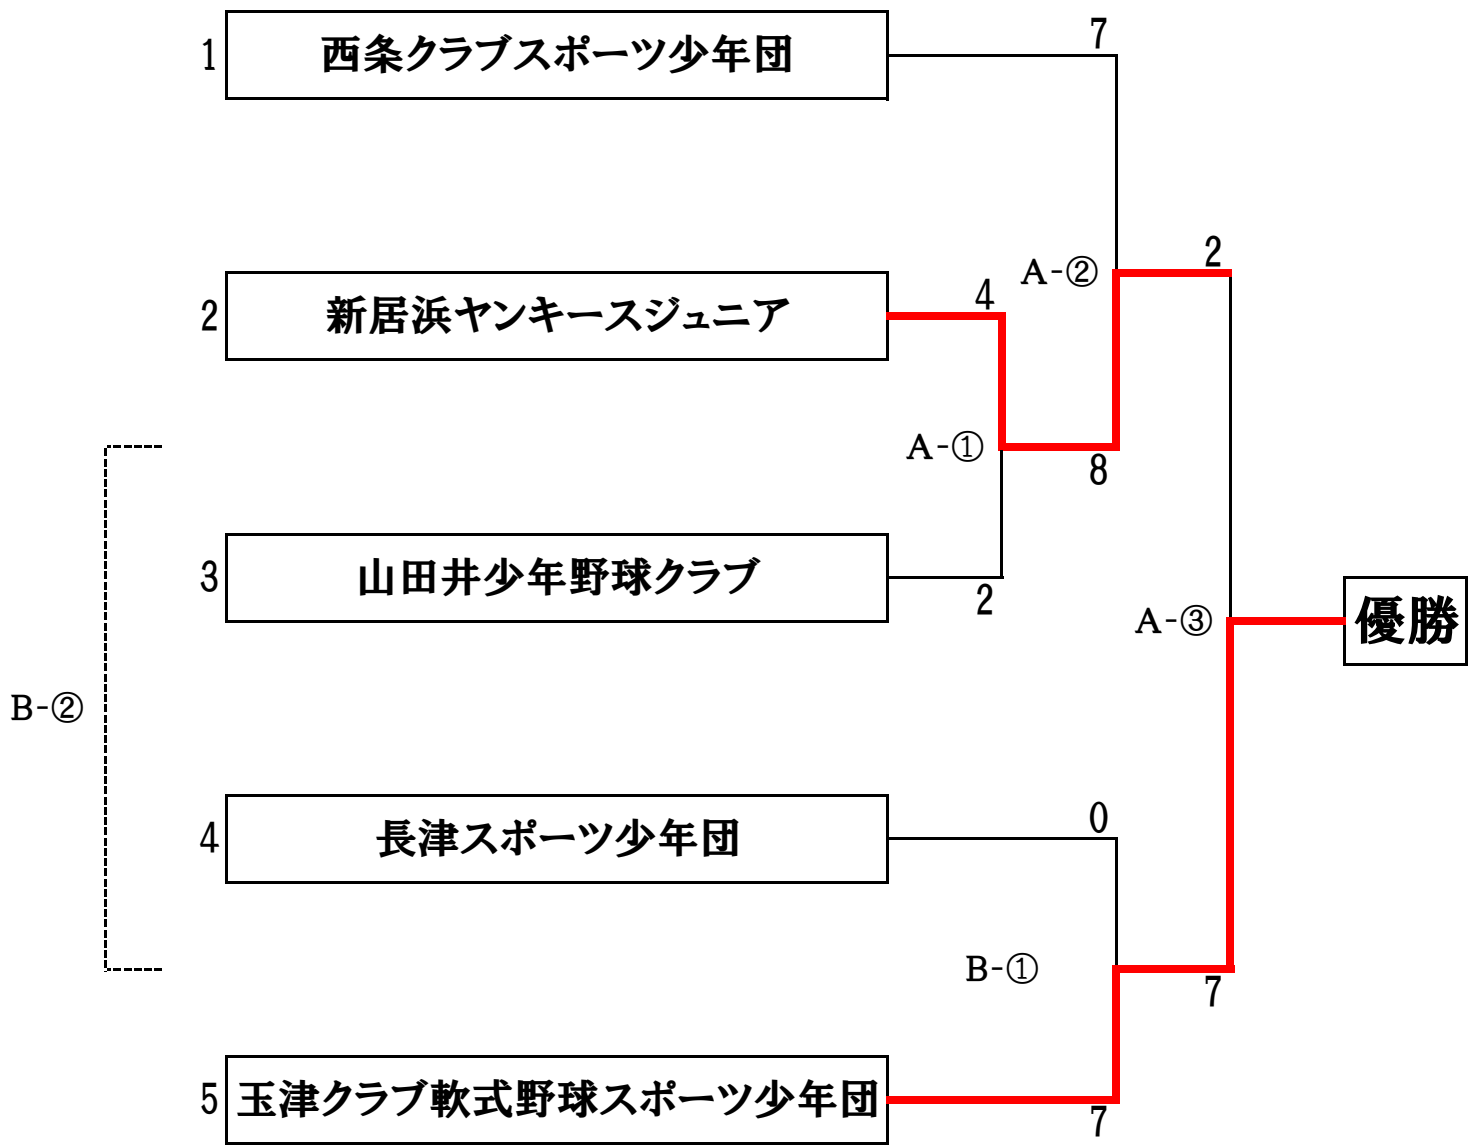 7
1 西条クラブスポーツ少年団
2
A-②
4
2 新居浜ヤンキースジュニア
A-①
8
3 山田井少年野球クラブ
2
A-③
優勝
B-②
0
4 長津スポーツ少年団
B-①
7
5 玉津クラブ軟式野球スポーツ少年団
7